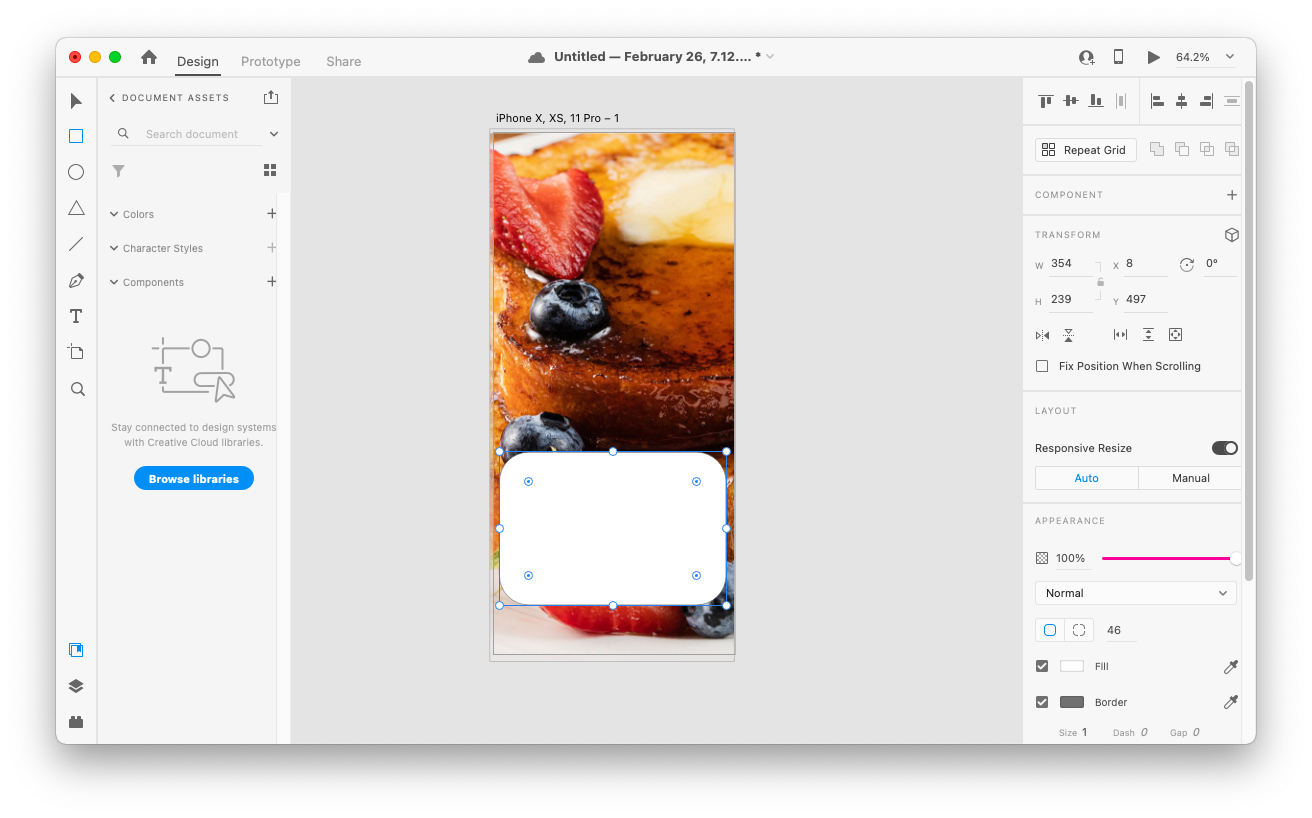 Design
Prototype
Share
Untitled — February 26, 7.12.... *
64.2%
DOCUMENT ASSETS
Search document
Colors
Character Styles
Components
Stay connected to design systems
with Creative Cloud libraries.
Browse libraries
iPhone X, XS, 11 Pro – 1
Repeat Grid
COMPONENT
TRANSFORM
W 354 X 8 0°
H 239 Y 497
Fix Position When Scrolling
LAYOUT
Responsive Resize
Auto Manual
APPEARANCE
100%
Normal
46
Fill
Border
Size 1 Dash 0 Gap 0